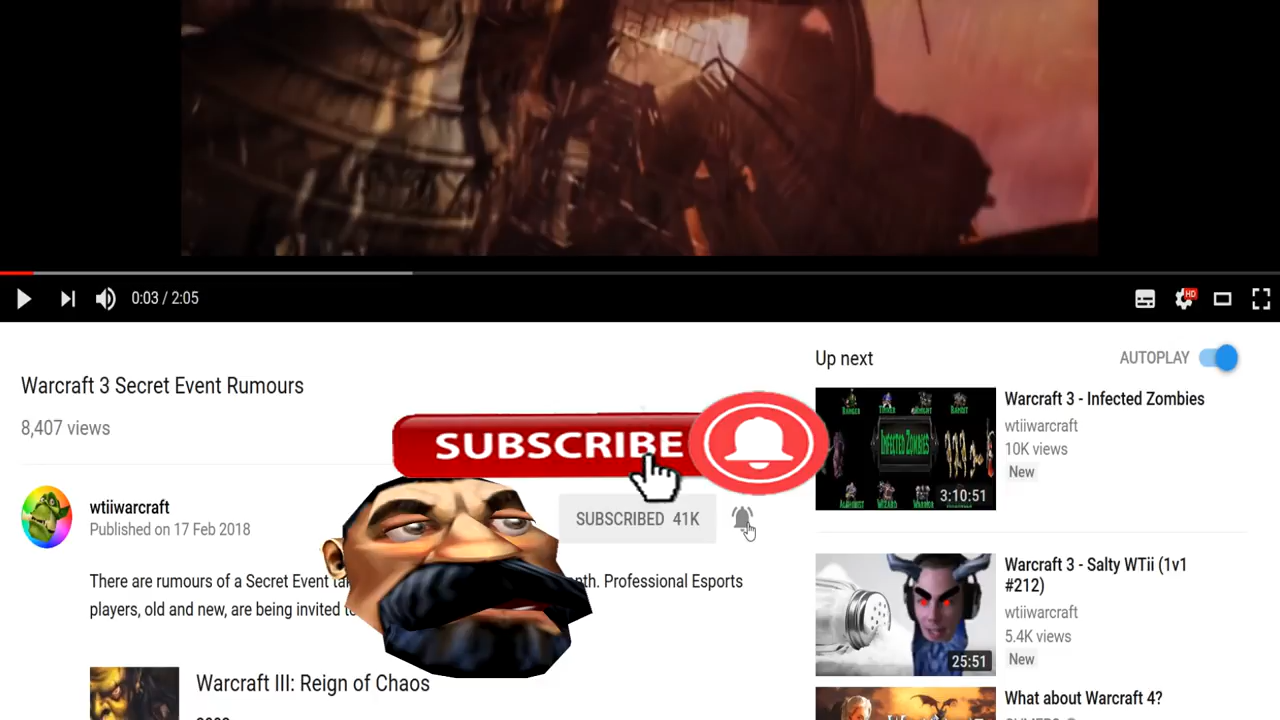 0:03 / 2:05
HD
Warcraft 3 Secret Event Rumours
8,407 views
SUBSCRIBE
wtiiwarcraft
Published on 17 Feb 2018
SUBSCRIBED 41K
There are rumours of a Secret Event
Professional Esports
players, old and new, are being invited
Warcraft III: Reign of Chaos
Up next
AUTOPLAY
Warcraft 3 - Infected Zombies
wtiiwarcraft
10K views
New
INFECTED ZOMBIES
3:10:51
Warcraft 3 - Salty WTii (1v1
#212)
wtiiwarcraft
5.4K views
New
25:51
What about Warcraft 4?